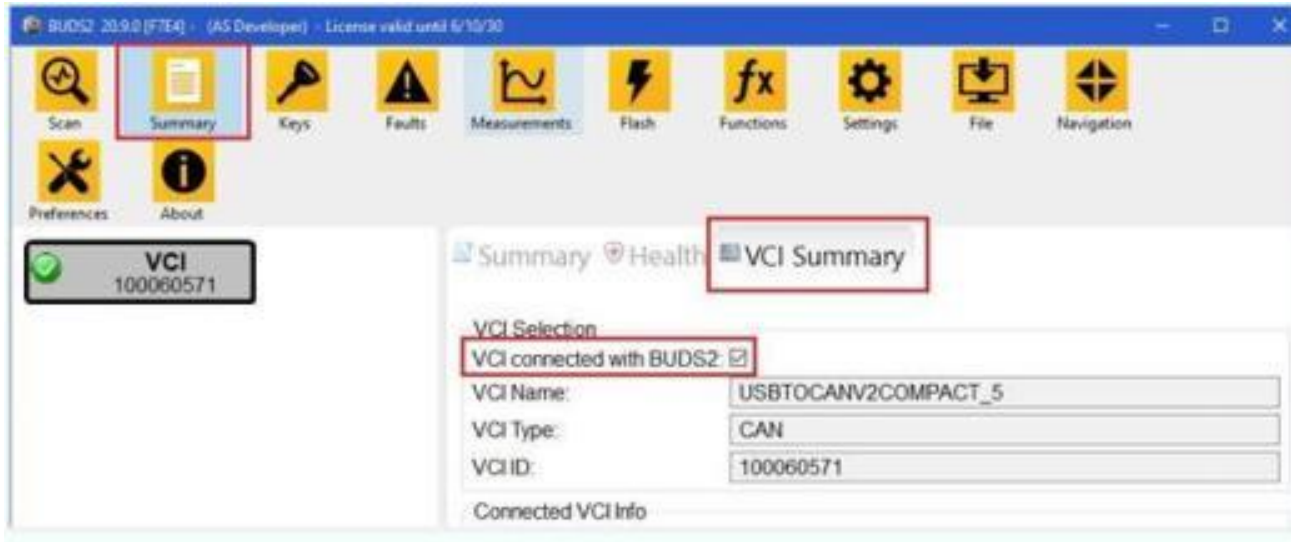 BUDS2 20.9.0 [F7E4] - (AS Developer) - License valid until 6/10/30
Scan Summary Keys Faults Measurements Flash Functions Settings File Navigation
Preferences About
VCI
100060571
Summary Health VCI Summary
VCI Selection
VCI connected with BUDS2:
VCI Name: USBTOCANV2COMPACT_5
VCI Type: CAN
VCI ID: 100060571
Connected VCI Info